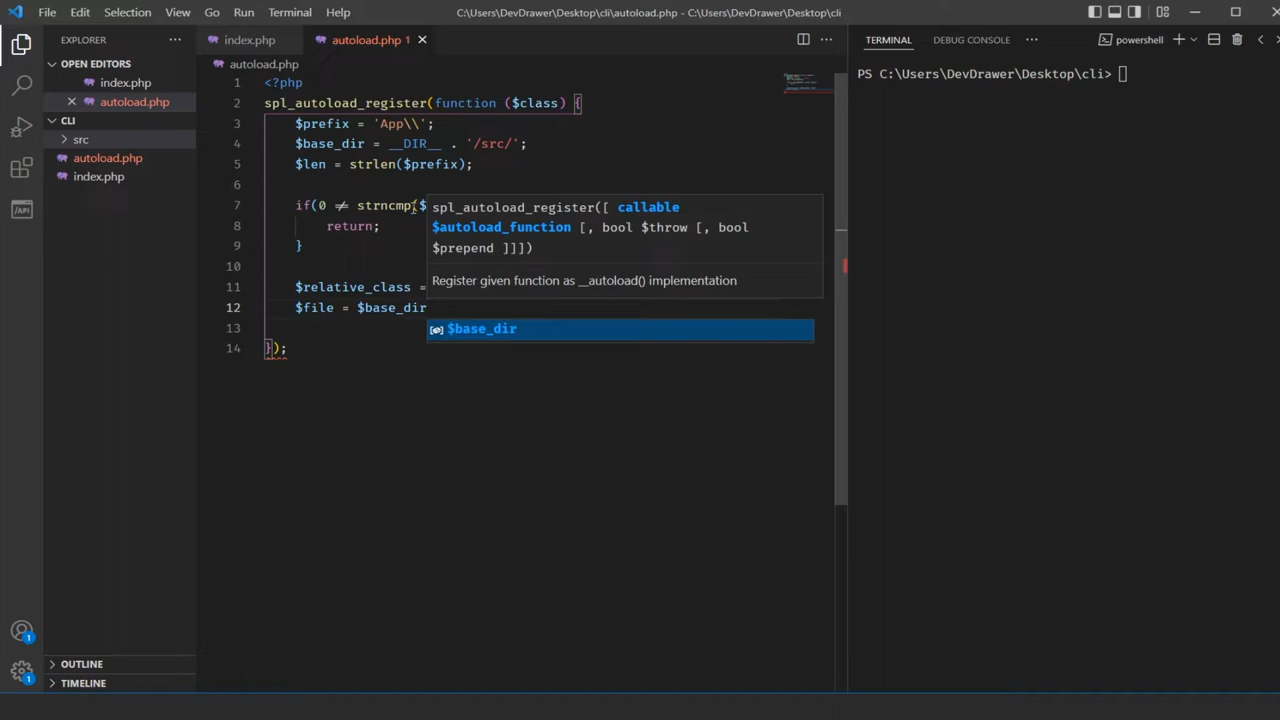 File Edit Selection View Go Run Terminal Help
C:\Users\DevDrawer\Desktop\cli\autoload.php - C:\Users\DevDrawer\Desktop\cli
EXPLORER
OPEN EDITORS
index.php
autoload.php
CLI
src
autoload.php
index.php
OUTLINE
TIMELINE
1
1
index.php
autoload.php 1
autoload.php
1 <?php
2 spl_autoload_register(function ($class) {
3 $prefix = 'App\\';
4 $base_dir = __DIR__ . '/src/';
5 $len = strlen($prefix);
6
7 if(0 ≠ strncmp($
8 return;
9 }
10
11 $relative_class =
12 $file = $base_dir
13
14 });
spl_autoload_register([ callable
$autoload_function [, bool $throw [, bool
$prepend ]]])
Register given function as __autoload() implementation
$base_dir
TERMINAL DEBUG CONSOLE
powershell
PS C:\Users\DevDrawer\Desktop\cli>